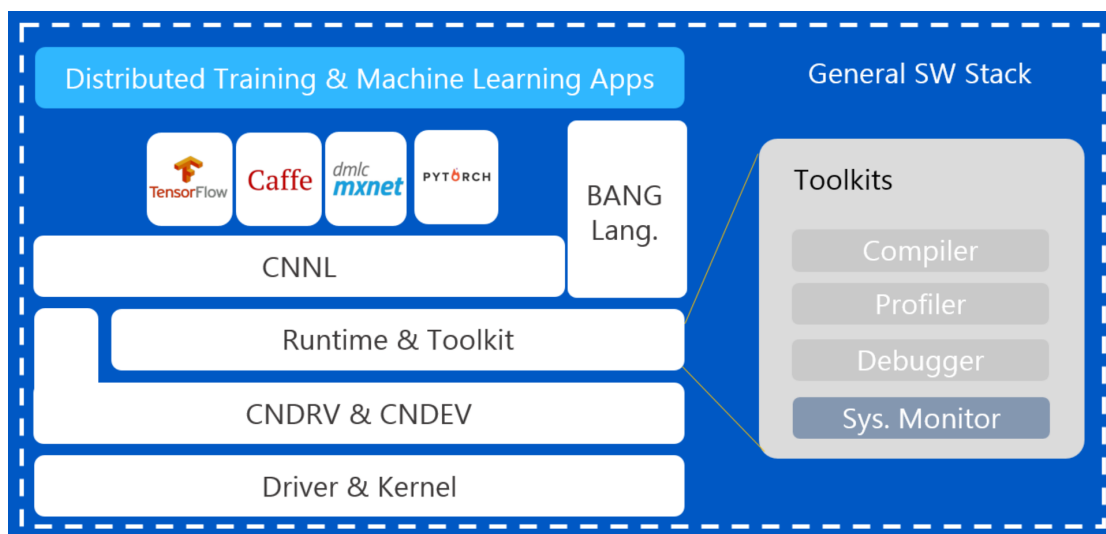 Distributed Training & Machine Learning Apps
General SW Stack
TensorFlow
Caffe
dmlc
mxnet
PYTORCH
BANG
Lang.
CNNL
Runtime & Toolkit
CNDRV & CNDEV
Driver & Kernel
Toolkits
Compiler
Profiler
Debugger
Sys. Monitor